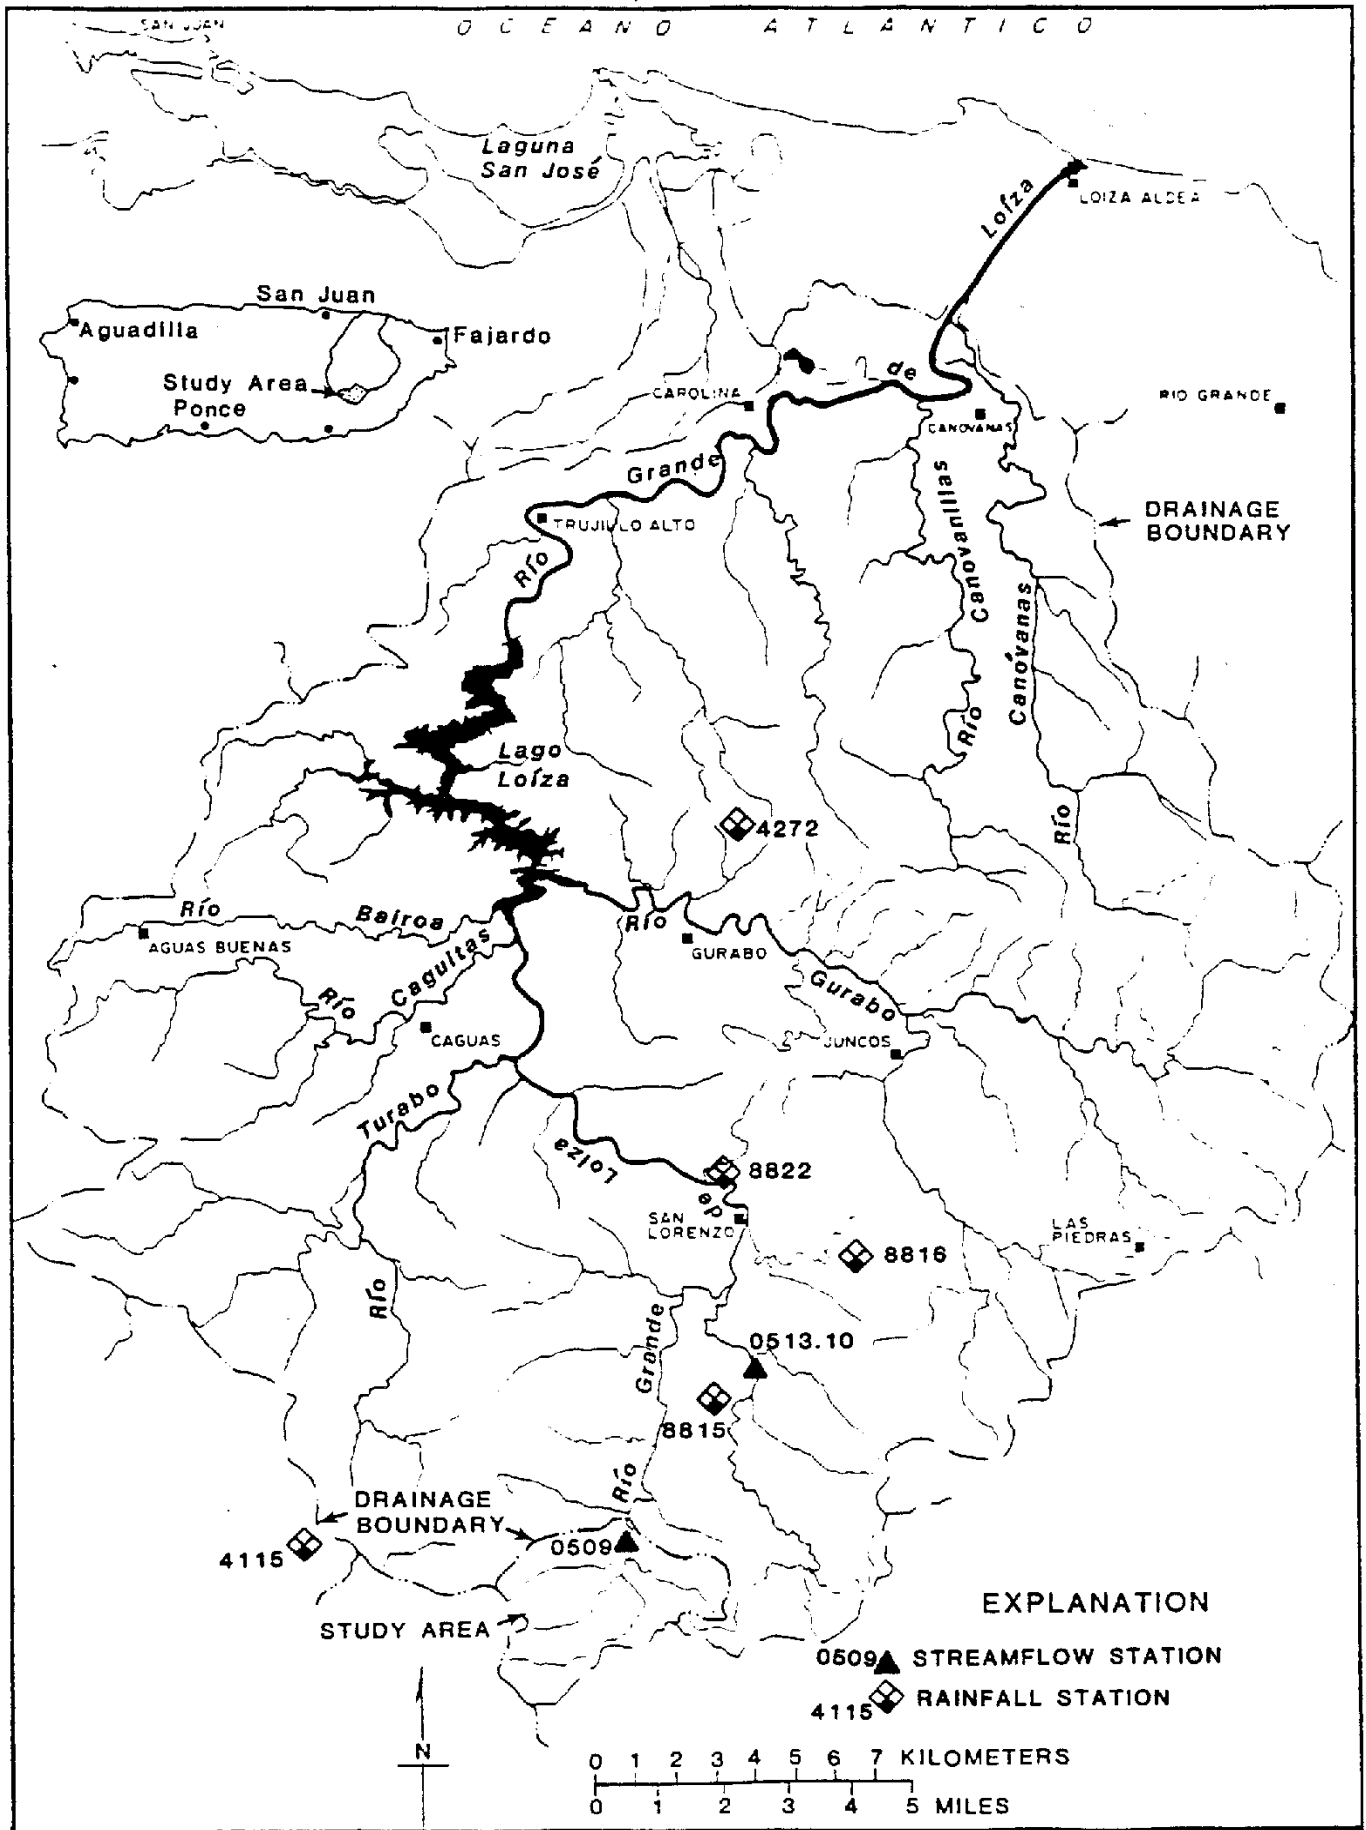 SAN JUAN
OCEANO ATLANTICO
Laguna
San José
Loíza
LOIZA ALDEA
San Juan
Aguadilla
Fajardo
Study Area
Ponce
de
CAROLINA
RIO GRANDE
CANOVANAS
Grande
TRUJILLO ALTO
Río
DRAINAGE
BOUNDARY
Río Canovanillas
Río Canóvanas
Lago
Loíza
4272
Río Bairoa
AGUAS BUENAS
Río Caguitas
CAGUAS
Río Gurabo
GURABO
JUNCOS
Turabo
Río
Loíza
de
8822
SAN
LORENZO
8816
LAS
PIEDRAS
Grande
0513.10
8815
Río
DRAINAGE
BOUNDARY
4115
0509
STUDY AREA
EXPLANATION
0509 STREAMFLOW STATION
4115 RAINFALL STATION
N
0 1 2 3 4 5 6 7 KILOMETERS
0 1 2 3 4 5 MILES